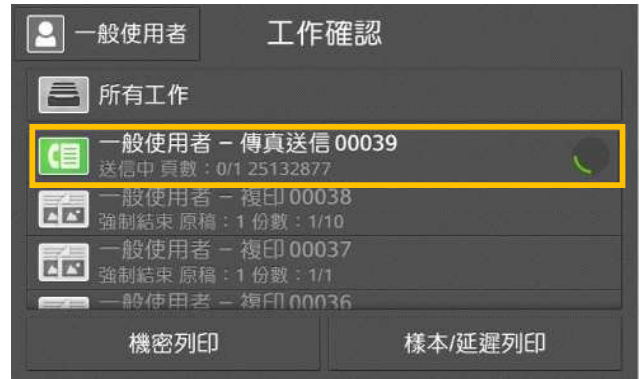 一般使用者
工作確認
所有工作
一般使用者 – 傳真送信 00039
送信中 頁數：0/1 25132877
一般使用者 – 複印 00038
強制結束 原稿：1 份數：1/10
一般使用者 – 複印 00037
強制結束 原稿：1 份數：1/1
一般使用者 – 複印 00036
機密列印
樣本/延遲列印